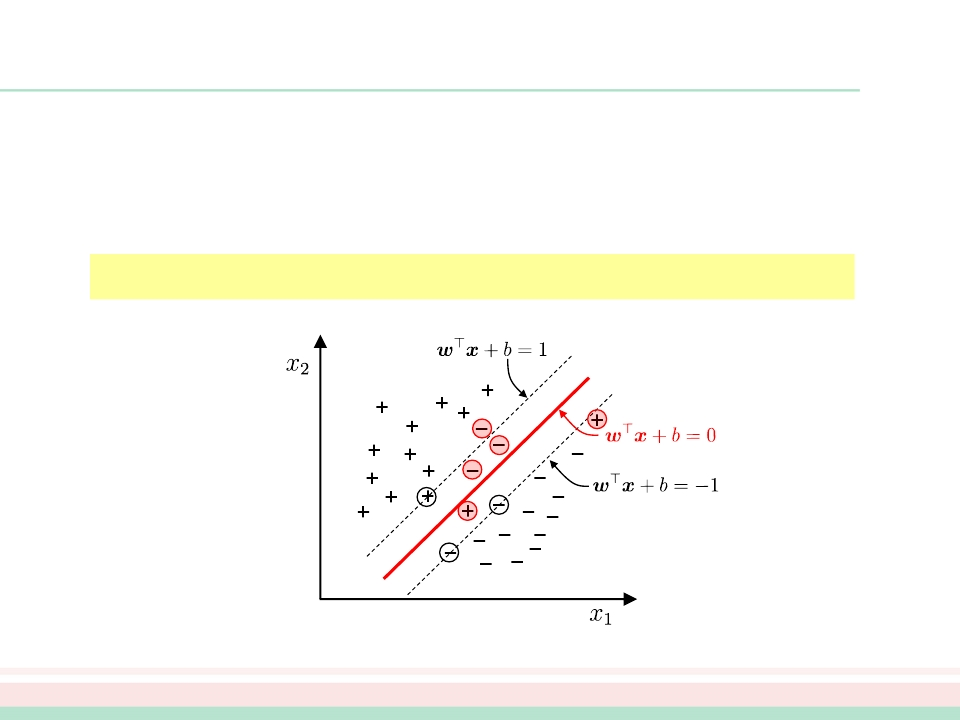 w⊤x + b = 1
x₂
w⊤x + b = 0
w⊤x + b = −1
x₁